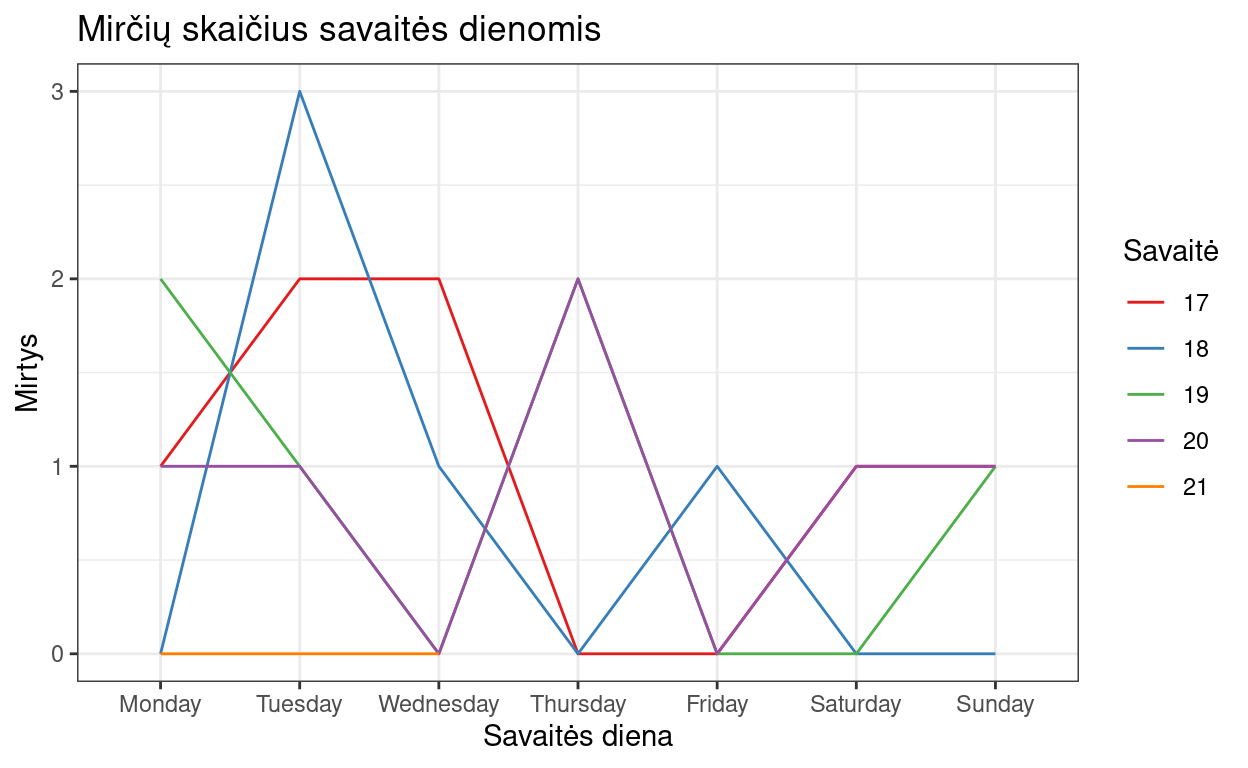 Mirčių skaičius savaitės dienomis
3
2
1
0
Mirtys
Monday Tuesday Wednesday Thursday Friday Saturday Sunday
Savaitės diena
Savaitė
17
18
19
20
21